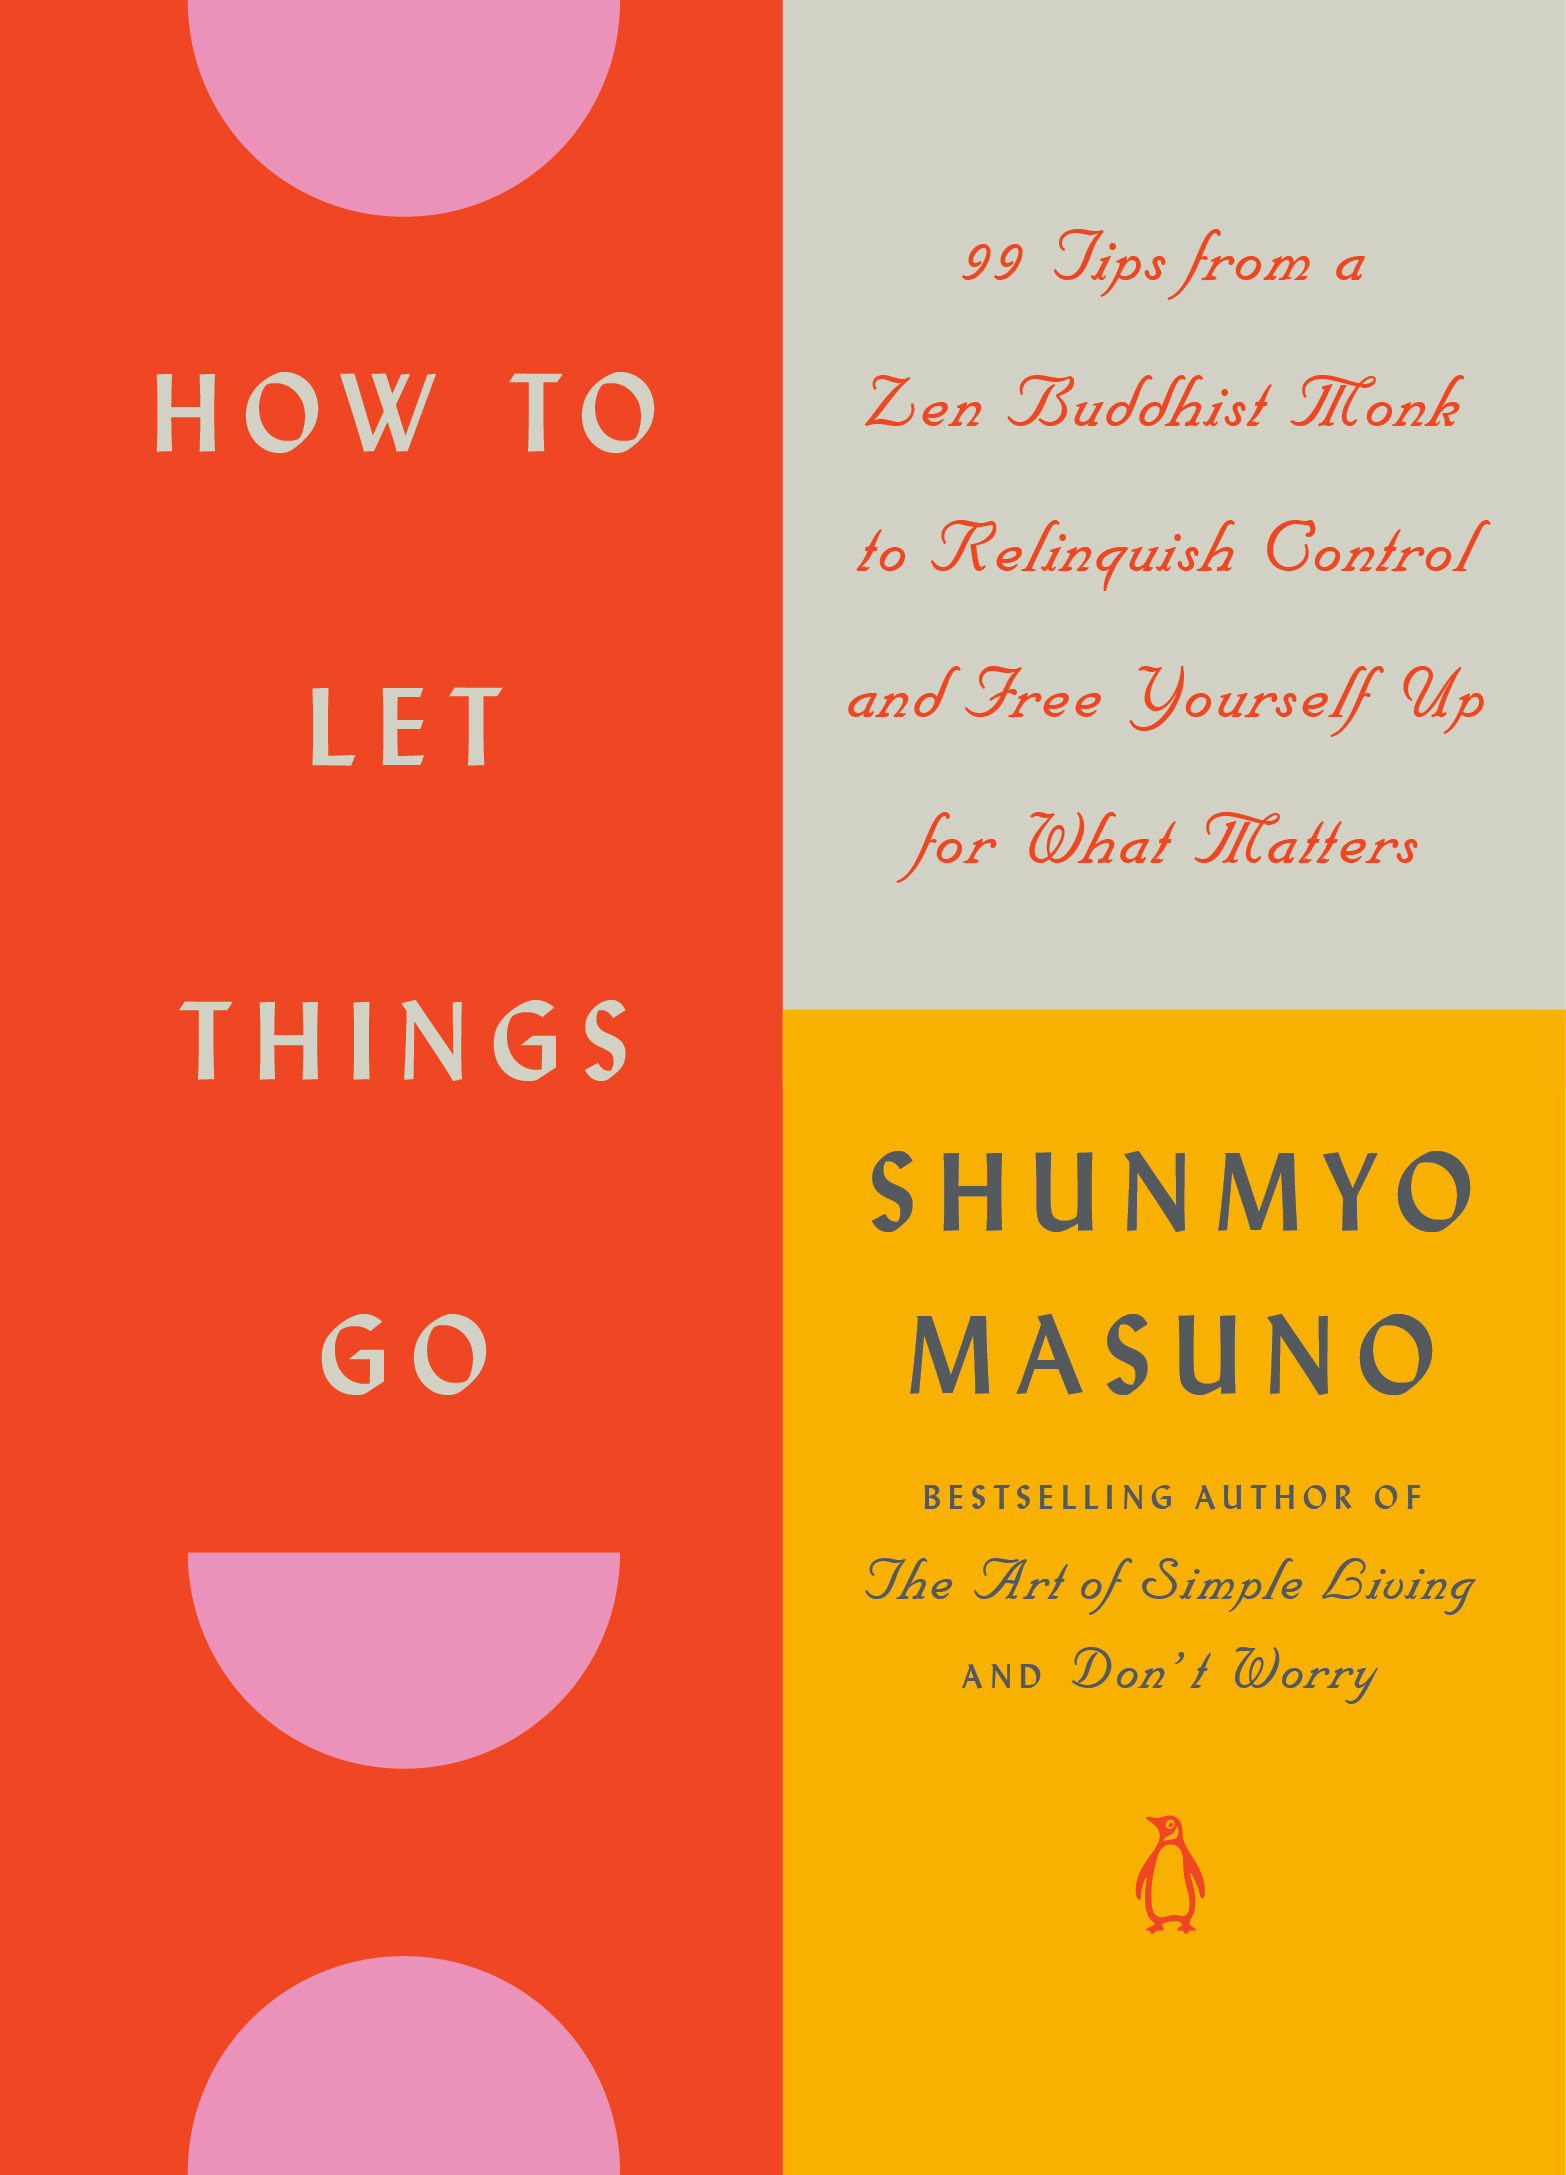 HOW TO
LET
THINGS
GO
99 Tips from a
Zen Buddhist Monk
to Relinquish Control
and Free Yourself Up
for What Matters
SHUNMYO
MASUNO
BESTSELLING AUTHOR OF
The Art of Simple Living
AND Don't Worry